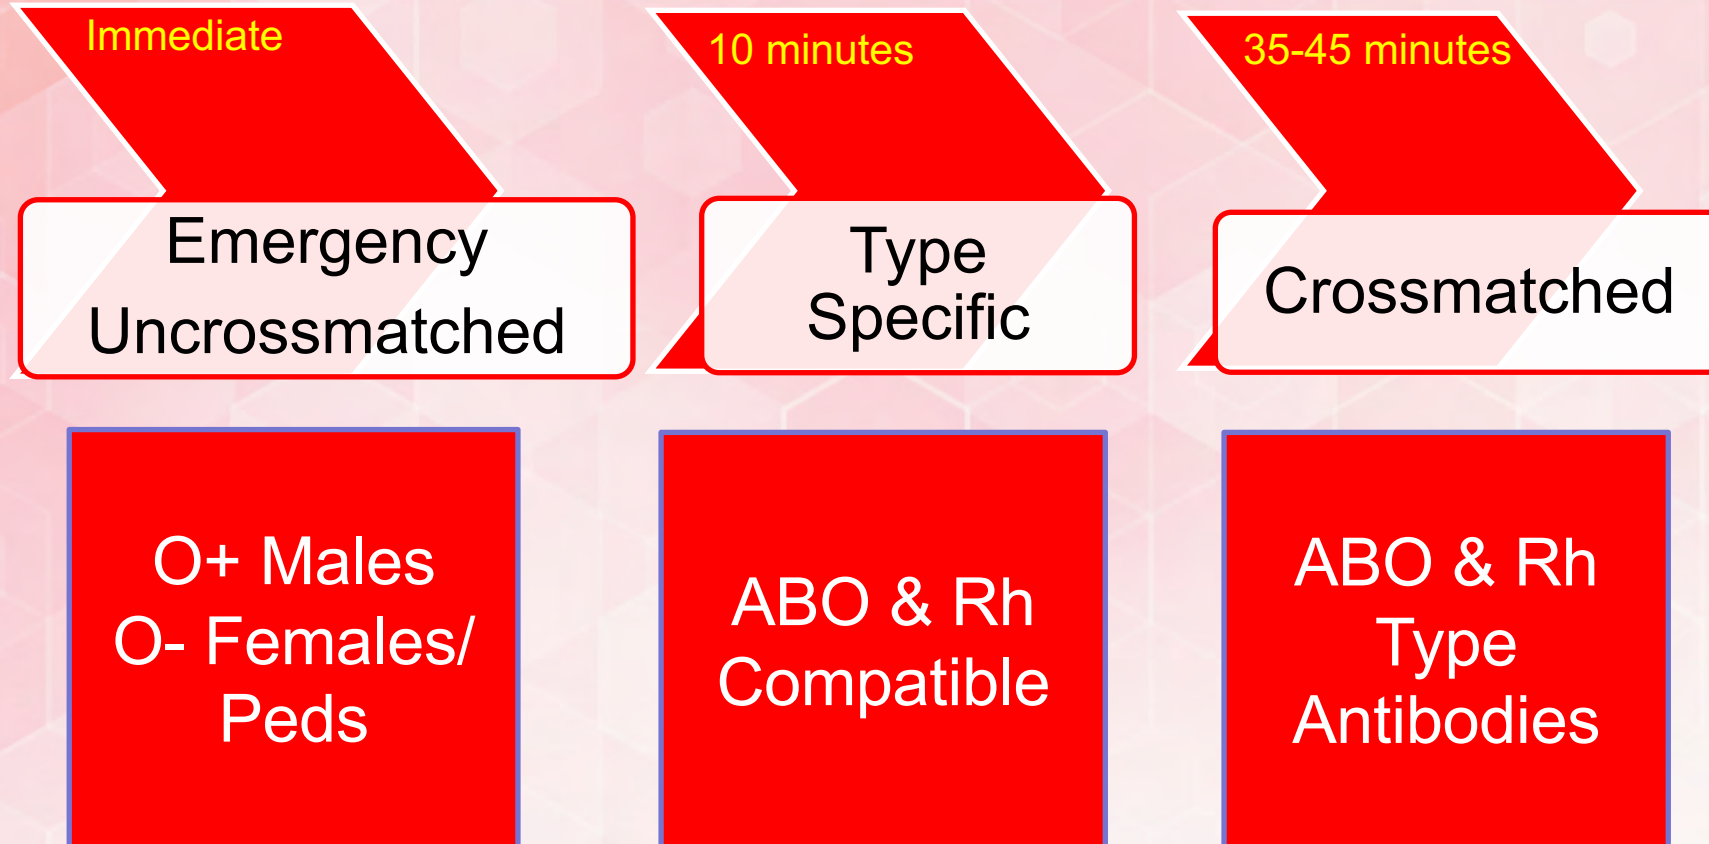 Immediate
Emergency
Uncrossmatched
O+ Males
O- Females/
Peds
10 minutes
Type
Specific
ABO & Rh
Compatible
35-45 minutes
Crossmatched
ABO & Rh
Type
Antibodies